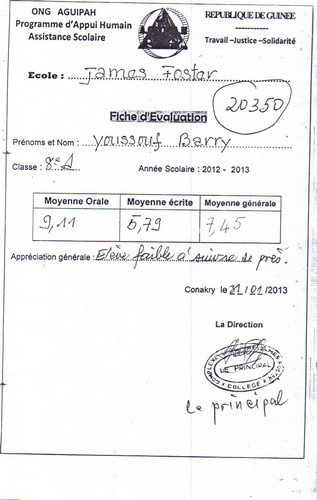 ONG AGUIPAH
Programme d'Appui Humain
Assistance Scolaire
REPUBLIQUE DE GUINEE
Travail –Justice –Solidarité
Ecole : James Foster
20350
Fiche d'Evaluation
Prénoms et Nom : Youssouf Barry
Classe : 8e A Année Scolaire : 2012 - 2013
Moyenne Orale Moyenne écrite Moyenne générale
9,11 5,79 7,45
Appréciation générale : Elève faible à suivre de près.
Conakry le 21 / 01 /2013
La Direction
LE PRINCIPAL
COLLEGE
le principal